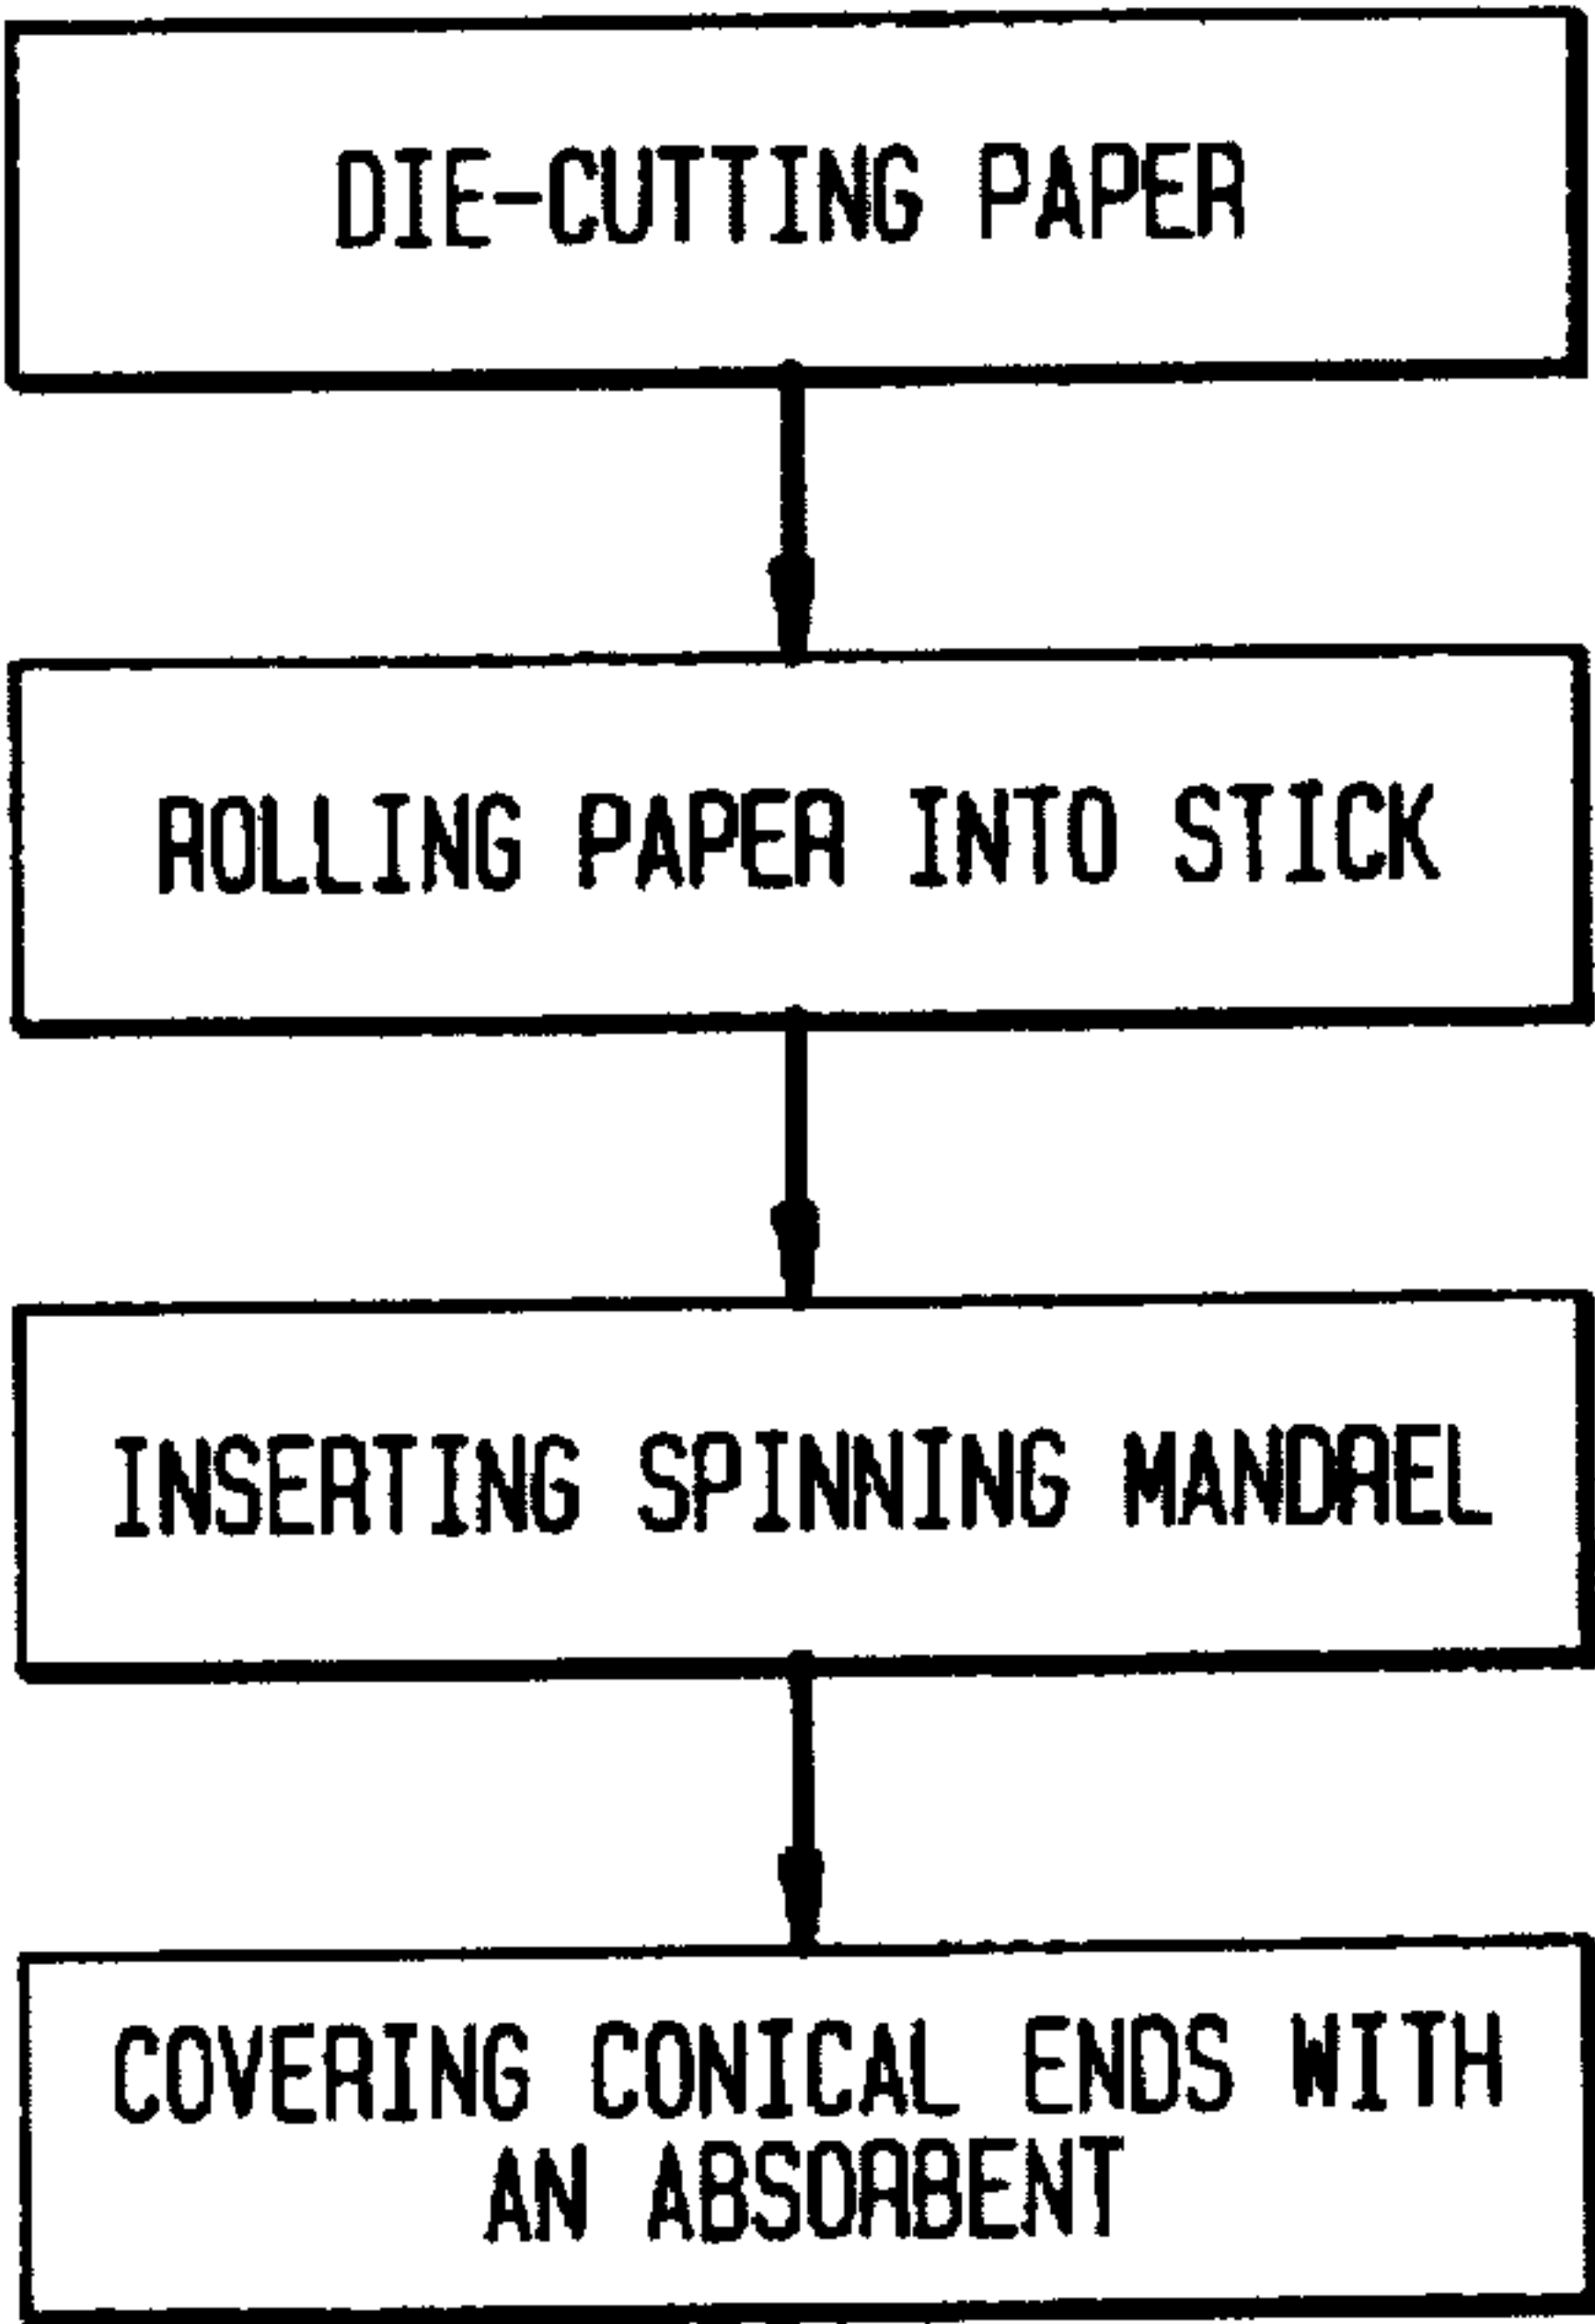 DIE-CUTTING PAPER
ROLLING PAPER INTO STICK
INSERTING SPINNING MANDREL
COVERING CONICAL ENDS WITH
AN ABSORBENT